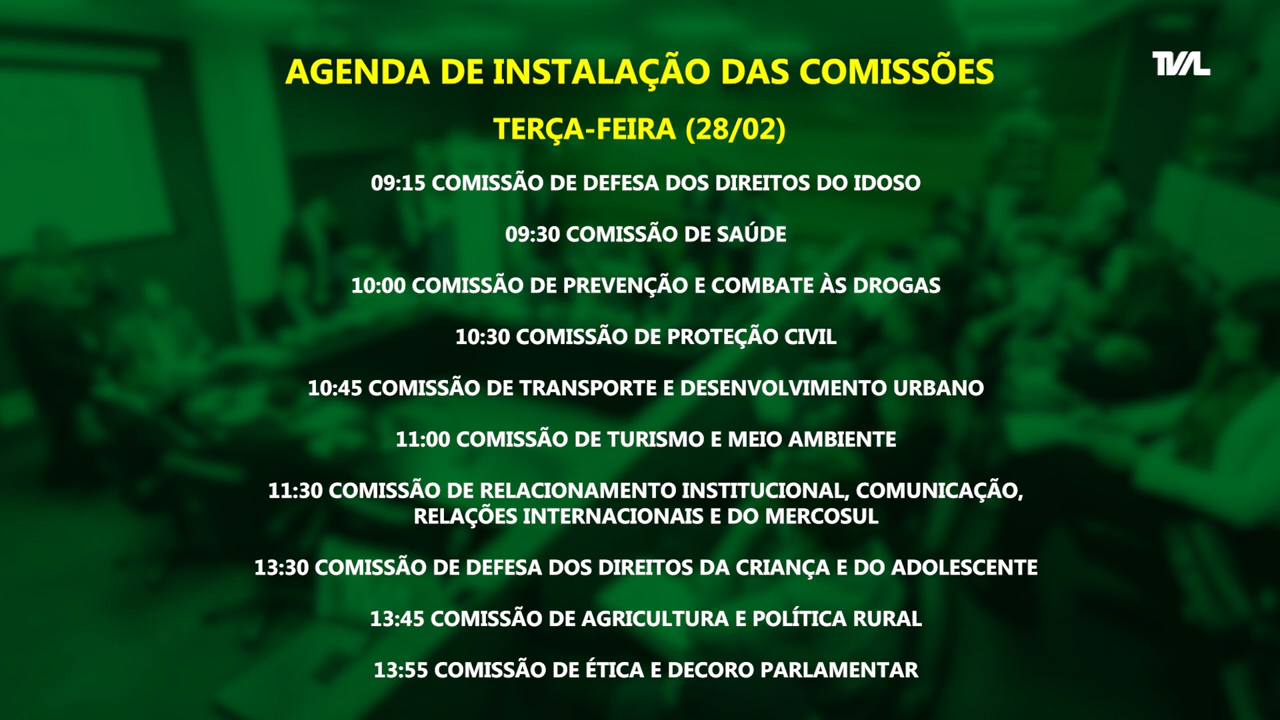 AGENDA DE INSTALAÇÃO DAS COMISSÕES
TVAL
TERÇA-FEIRA (28/02)
09:15 COMISSÃO DE DEFESA DOS DIREITOS DO IDOSO
09:30 COMISSÃO DE SAÚDE
10:00 COMISSÃO DE PREVENÇÃO E COMBATE ÀS DROGAS
10:30 COMISSÃO DE PROTEÇÃO CIVIL
10:45 COMISSÃO DE TRANSPORTE E DESENVOLVIMENTO URBANO
11:00 COMISSÃO DE TURISMO E MEIO AMBIENTE
11:30 COMISSÃO DE RELACIONAMENTO INSTITUCIONAL, COMUNICAÇÃO,
RELAÇÕES INTERNACIONAIS E DO MERCOSUL
13:30 COMISSÃO DE DEFESA DOS DIREITOS DA CRIANÇA E DO ADOLESCENTE
13:45 COMISSÃO DE AGRICULTURA E POLÍTICA RURAL
13:55 COMISSÃO DE ÉTICA E DECORO PARLAMENTAR